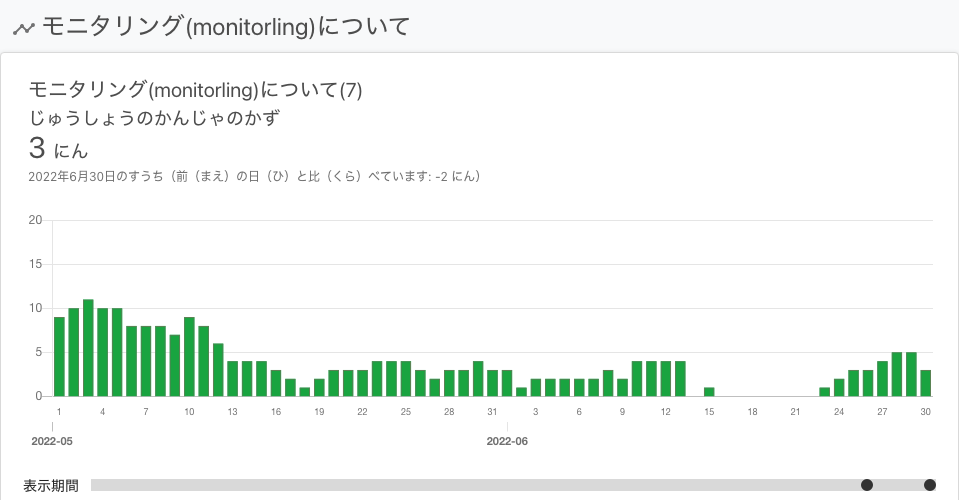 モニタリング(monitorling)について
モニタリング(monitorling)について(7)
じゅうしょうのかんじゃのかず
3 にん
2022年6月30日のすうち（前（まえ）の日（ひ）と比（くら）べています: -2 にん）
20
15
10
5
0
1 4 7 10 13 16 19 22 25 28 31 3 6 9 12 15 18 21 24 27 30
2022-05 2022-06
表示期間